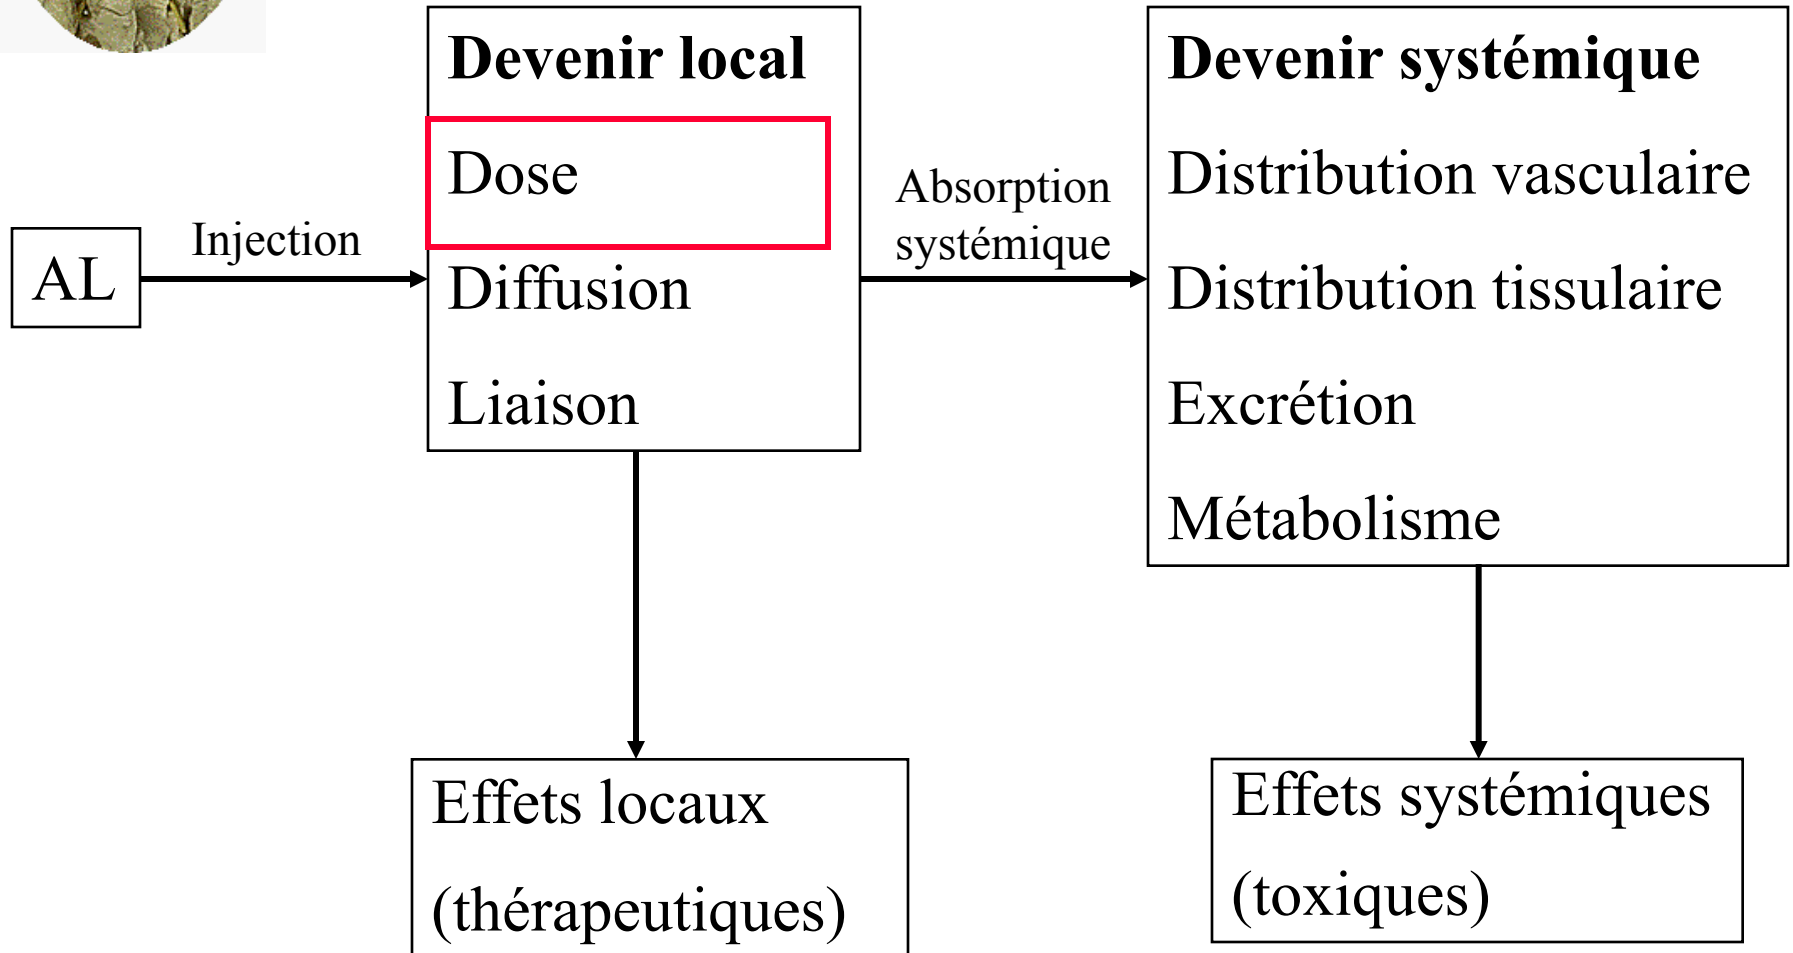 AL
Injection
Devenir local
Dose
Diffusion
Liaison
Absorption
systémique
Devenir systémique
Distribution vasculaire
Distribution tissulaire
Excrétion
Métabolisme
Effets locaux
(thérapeutiques)
Effets systémiques
(toxiques)